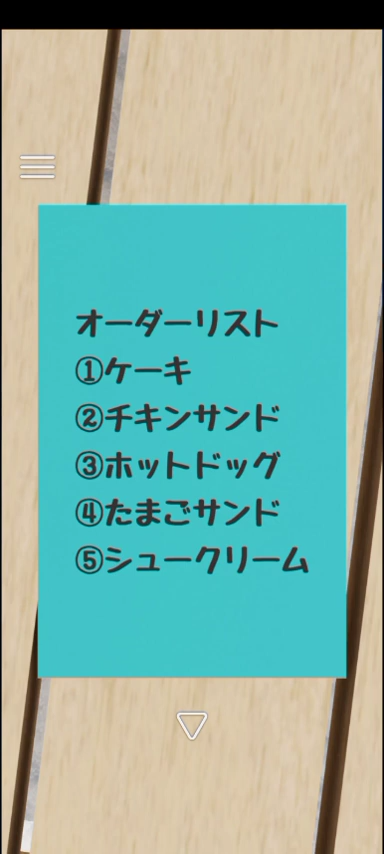 オーダーリスト
①ケーキ
②チキンサンド
③ホットドッグ
④たまごサンド
⑤シュークリーム